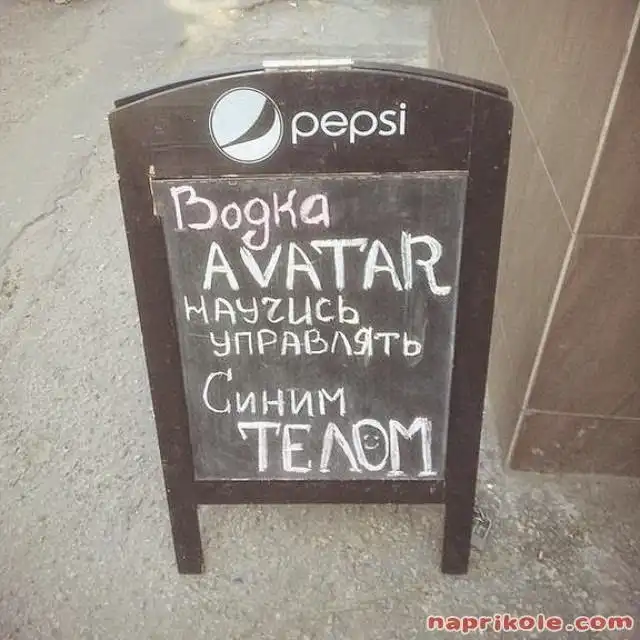 pepsi
Водка
AVATAR
научись
управлять
Синим
ТЕЛОМ
naprikole.com